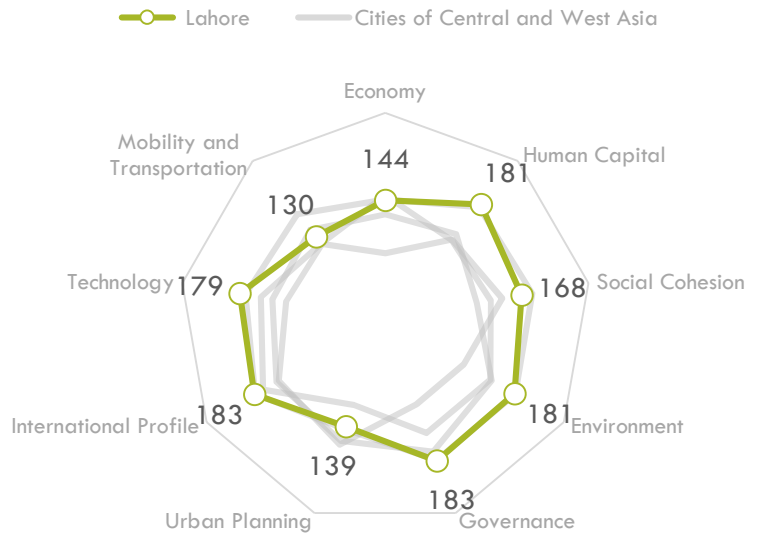 Lahore
Cities of Central and West Asia
Economy
144
Human Capital
181
Social Cohesion
168
Environment
181
Governance
183
Urban Planning
139
International Profile
183
Technology
179
Mobility and
Transportation
130